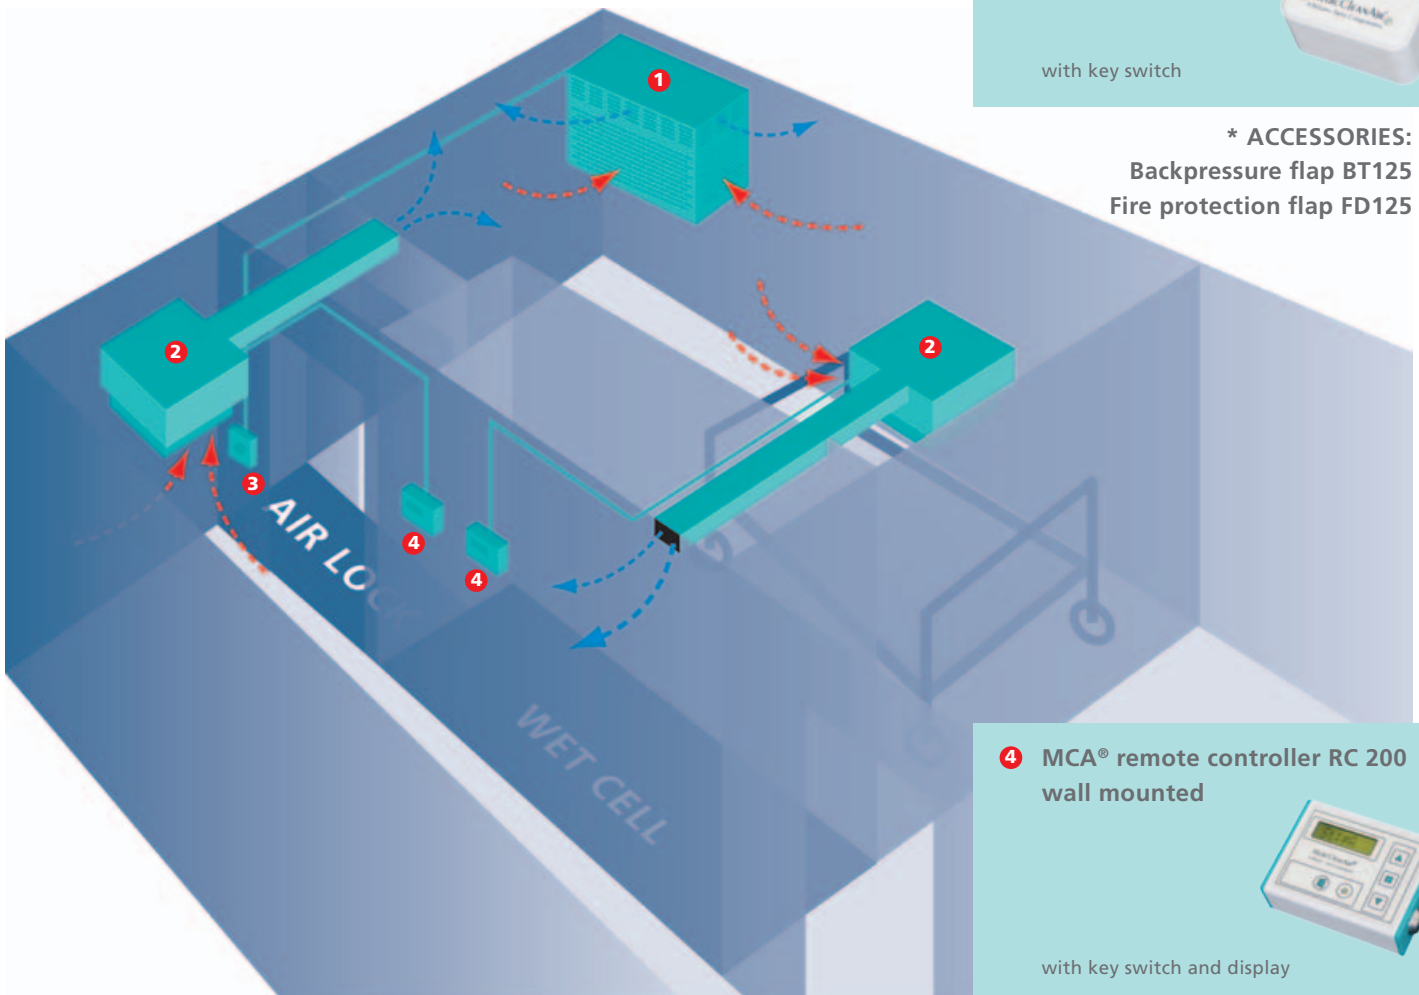 with key switch
* ACCESSORIES:
Backpressure flap BT125
Fire protection flap FD125
1
2
2
3
4
4
AIR LOCK
WET CELL
4 MCA® remote controller RC 200
wall mounted
with key switch and display